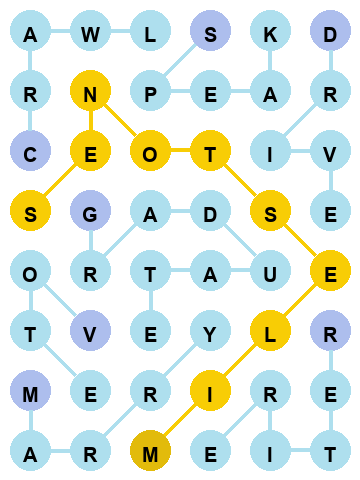 A W L S K D
R N P E A R
C E O T I V
S G A D S E
O R T A U E
T V E Y L R
M E R I R E
A R M E I T